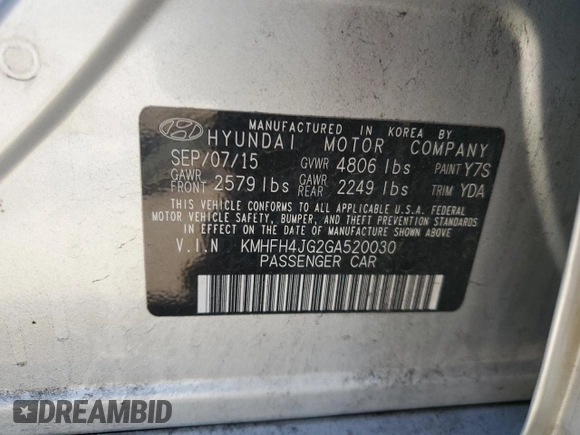 MANUFACTURED IN KOREA BY
HYUNDAI MOTOR COMPANY
SEP/07/15 GVWR 4806 lbs PAINT Y7S
GAWR FRONT 2579 lbs GAWR REAR 2249 lbs TRIM YDA
THIS VEHICLE CONFORMS TO ALL APPLICABLE U.S.A. FEDERAL
MOTOR VEHICLE SAFETY, BUMPER, AND THEFT PREVENTION STANDARDS
IN EFFECT ON THE DATE OF MANUFACTURE SHOWN ABOVE.
V.I.N KMHFH4JG2GA520030
PASSENGER CAR
DREAMBID